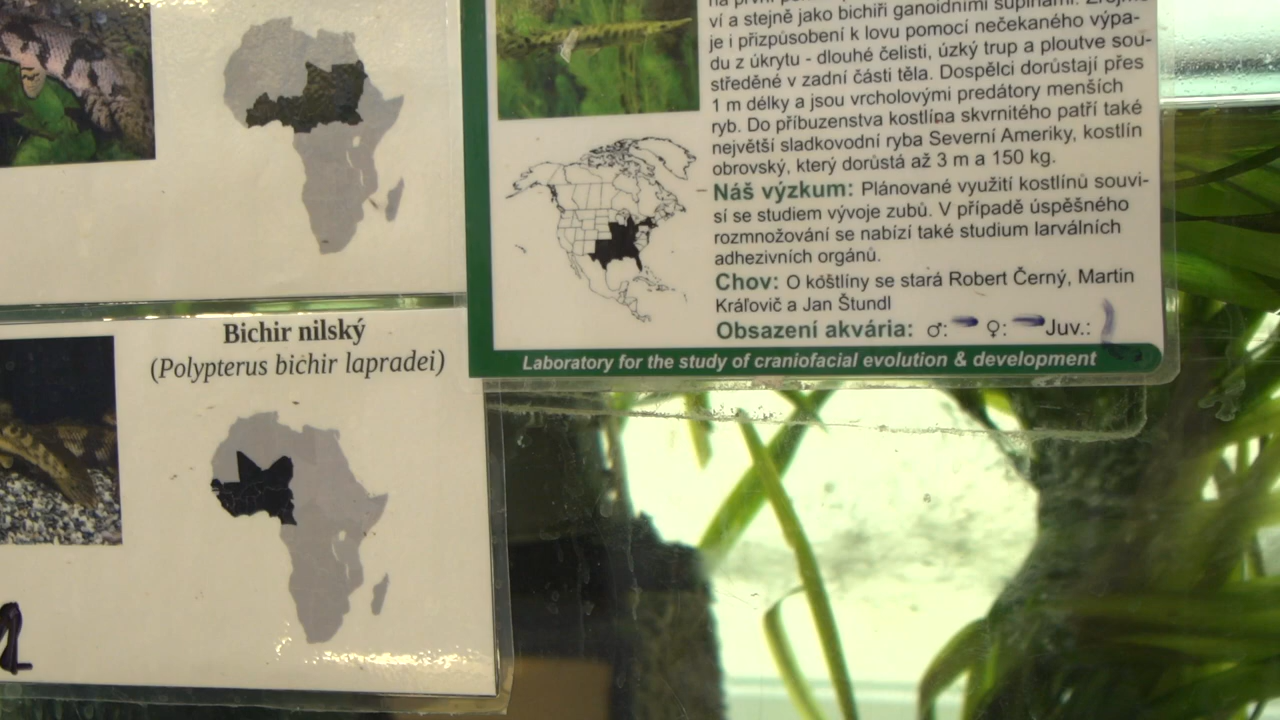 Bichir nilský
(Polypterus bichir lapradei)
ví a stejně jako bichiři ganoidními šupinami. Zřejmě
je i přizpůsobení k lovu pomocí nečekaného výpa-
du z úkrytu - dlouhé čelisti, úzký trup a ploutve sou-
středěné v zadní části těla. Dospělci dorůstají přes
1 m délky a jsou vrcholovými predátory menších
ryb. Do příbuzenstva kostlína skvrnitého patří také
největší sladkovodní ryba Severní Ameriky, kostlín
obrovský, který dorůstá až 3 m a 150 kg.
Náš výzkum: Plánované využití kostlínů souvi-
sí se studiem vývoje zubů. V případě úspěšného
rozmnožování se nabízí také studium larválních
adhezivních orgánů.
Chov: O kóštlíny se stará Robert Černý, Martin
Kráľovič a Jan Štundl
Obsazení akvária: ♂: - ♀: - Juv.:
Laboratory for the study of craniofacial evolution & development